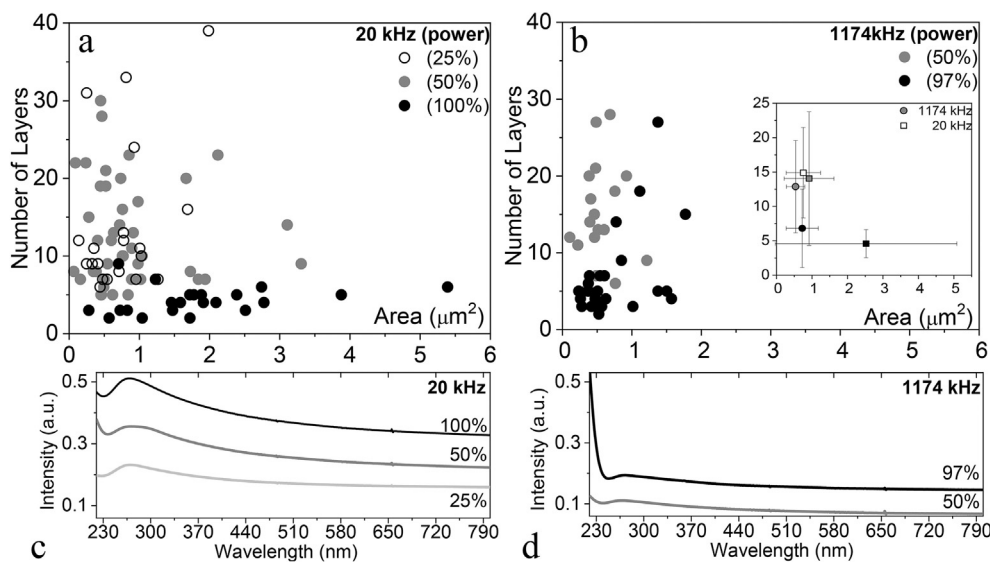 a
20 kHz (power)
(25%)
(50%)
(100%)
Number of Layers
40
30
20
10
0
Area (μm²)
0 1 2 3 4 5 6
b
1174kHz (power)
(50%)
(97%)
Number of Layers
40
30
20
10
0
25
20
15
10
5
0
1174 kHz
20 kHz
0 1 2 3 4 5
Area (μm²)
0 1 2 3 4 5 6
20 kHz
100%
50%
25%
Intensity (a.u.)
0.5
0.3
0.1
230 300 370 440 510 580 650 720 790
Wavelength (nm)
c
1174 kHz
97%
50%
Intensity (a.u.)
0.5
0.3
0.1
230 300 370 440 510 580 650 720 790
Wavelength (nm)
d